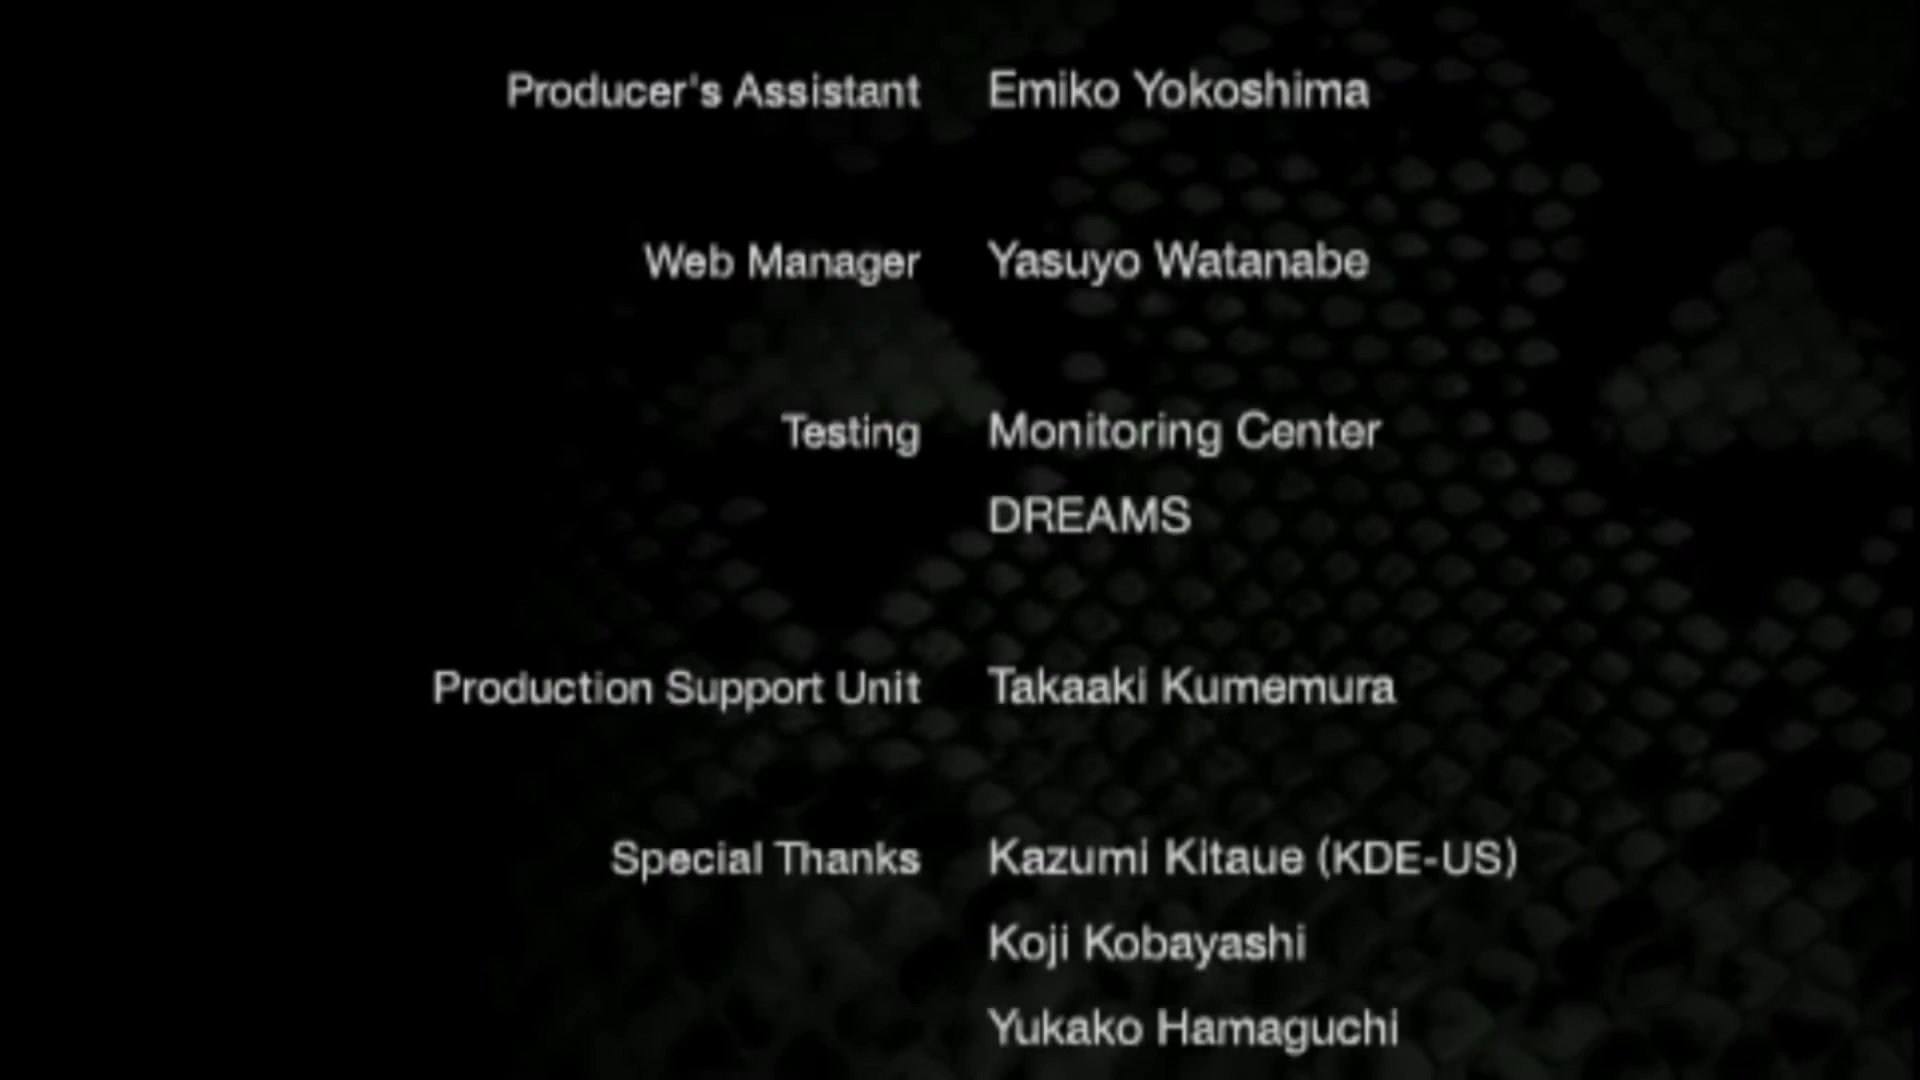 Producer's Assistant Emiko Yokoshima
Web Manager Yasuyo Watanabe
Testing Monitoring Center
DREAMS
Production Support Unit Takaaki Kumemura
Special Thanks Kazumi Kitaue (KDE-US)
Koji Kobayashi
Yukako Hamaguchi